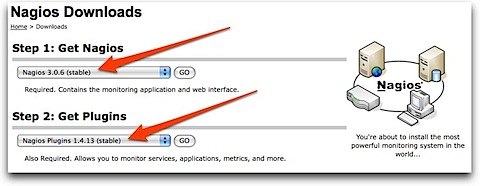 Nagios Downloads
Home > Downloads
Step 1: Get Nagios
Nagios 3.0.6 (stable) GO
Required. Contains the monitoring application and web interface.
Step 2: Get Plugins
Nagios Plugins 1.4.13 (stable) GO
Also Required. Allows you to monitor services, applications, metrics, and more.
Nagios
You're about to install the most
powerful monitoring system in
the world...